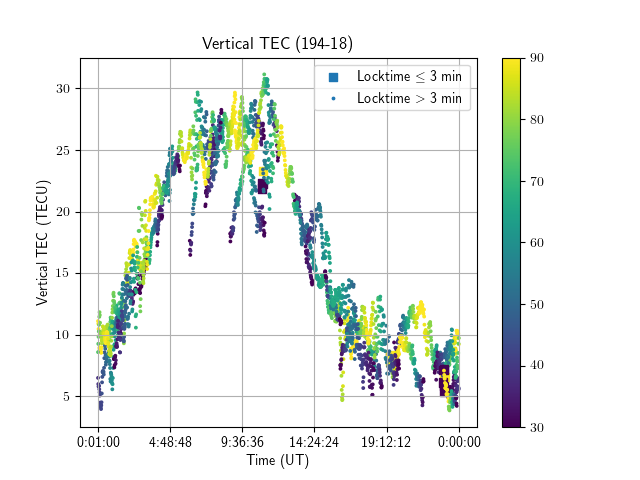 Vertical TEC (194-18)
Locktime ≤ 3 min
Locktime > 3 min
Vertical TEC (TECU)
30
25
20
15
10
5
0:01:00 4:48:48 9:36:36 14:24:24 19:12:12 0:00:00
Time (UT)
90
80
70
60
50
40
30